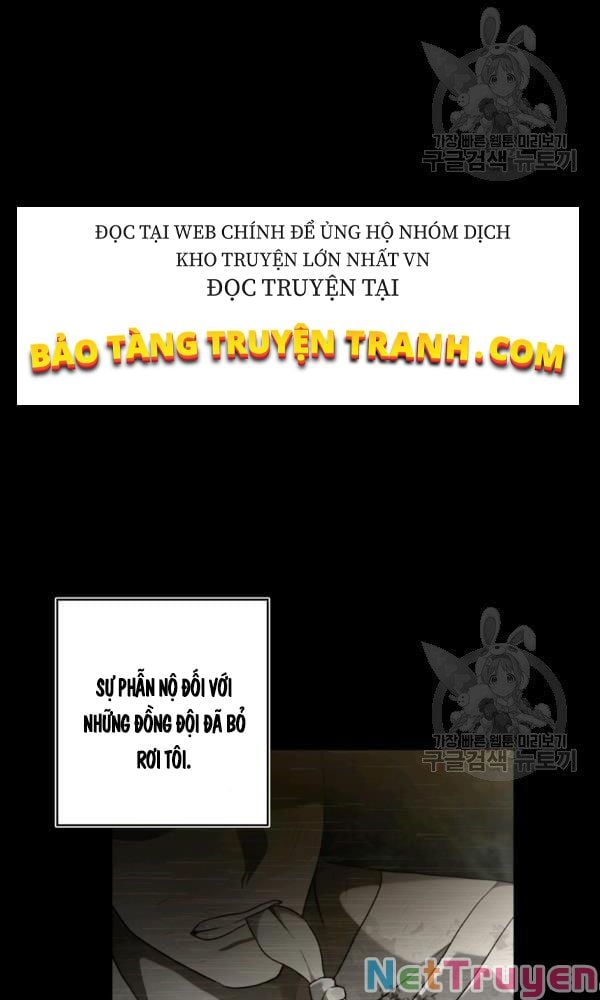 가장 빠른 웹툰 미리보기
구글검색 뉴토끼
ĐỌC TẠI WEB CHÍNH ĐỂ ỦNG HỘ NHÓM DỊCH
KHO TRUYỆN LỚN NHẤT VN
ĐỌC TRUYỆN TẠI
BẢO TÀNG TRUYỆN TRANH.COM
가장 빠른 웹툰 미리보기
구글검색 뉴토끼
SỰ PHẪN NỘ ĐỐI VỚI
NHỮNG ĐỒNG ĐỘI ĐÃ BỎ
RƠI TÔI.
NetTruyen